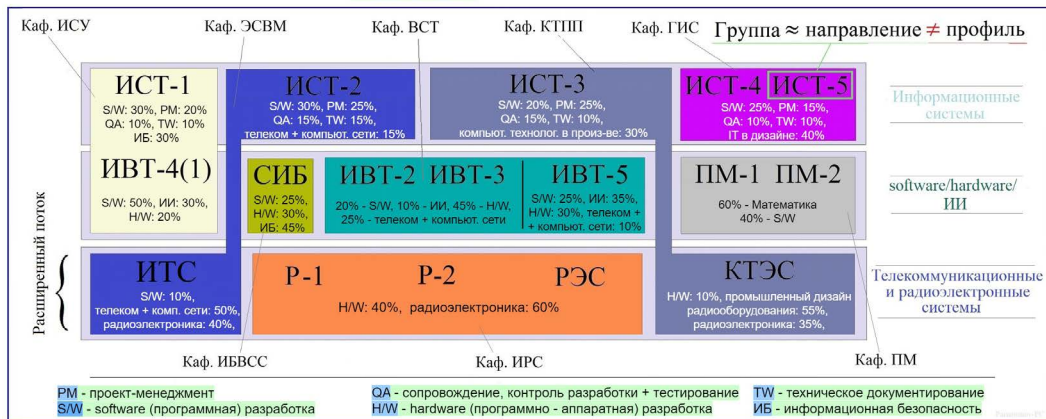 Каф. ИСУ
Каф. ЭСВМ
Каф. ВСТ
Каф. КТПП
Каф. ГИС
Группа ≈ направление ≠ профиль
ИСТ-1
S/W: 30%, PM: 20%
QA: 10%, TW: 10%
ИБ: 30%
ИСТ-2
S/W: 30%, PM: 25%,
QA: 15%, TW: 15%,
телеком + компьют. сети: 15%
ИСТ-3
S/W: 20%, PM: 25%,
QA: 15%, TW: 10%,
компьют. технолог. в произ-ве: 30%
ИСТ-4 ИСТ-5
S/W: 25%, PM: 15%,
QA: 10%, TW: 10%,
IT в дизайне: 40%
Информационные
системы
ИВТ-4(1)
S/W: 50%, ИИ: 30%,
H/W: 20%
СИБ
S/W: 25%,
H/W: 30%,
ИБ: 45%
ИВТ-2 ИВТ-3
20% - S/W, 10% - ИИ, 45% - H/W,
25% - телеком + компьют. сети
ИВТ-5
S/W: 25%, ИИ: 35%,
H/W: 30%, телеком +
+ компьют. сети: 10%
ПМ-1 ПМ-2
60% - Математика
40% - S/W
software/hardware/
ИИ
Расширенный поток
ИТС
S/W: 10%,
телеком + комп. сети: 50%,
радиоэлектроника: 40%,
Р-1 Р-2 РЭС
H/W: 40%, радиоэлектроника: 60%
КТЭС
H/W: 10%, промышленный дизайн
радиооборудования: 55%,
радиоэлектроника: 35%,
Телекоммуникационные
и радиоэлектронные
системы
Каф. ИБВСС
Каф. ИРС
Каф. ПМ
PM - проект-менеджмент
QA - сопровождение, контроль разработки + тестирование
TW - техническое документирование
S/W - software (программная) разработка
H/W - hardware (программно - аппаратная) разработка
ИБ - информационная безопасность